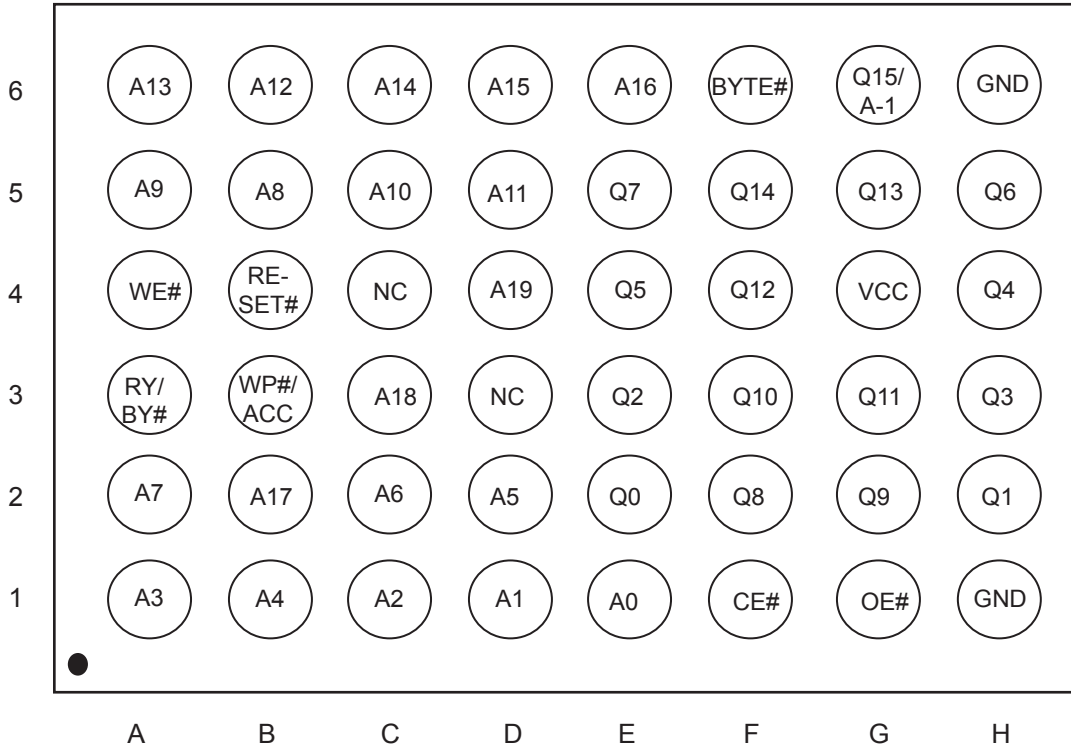 6 A13 A12 A14 A15 A16 BYTE# Q15/ A-1 GND
5 A9 A8 A10 A11 Q7 Q14 Q13 Q6
4 WE# RE- SET# NC A19 Q5 Q12 VCC Q4
3 RY/ BY# WP#/ ACC A18 NC Q2 Q10 Q11 Q3
2 A7 A17 A6 A5 Q0 Q8 Q9 Q1
1 A3 A4 A2 A1 A0 CE# OE# GND
A B C D E F G H